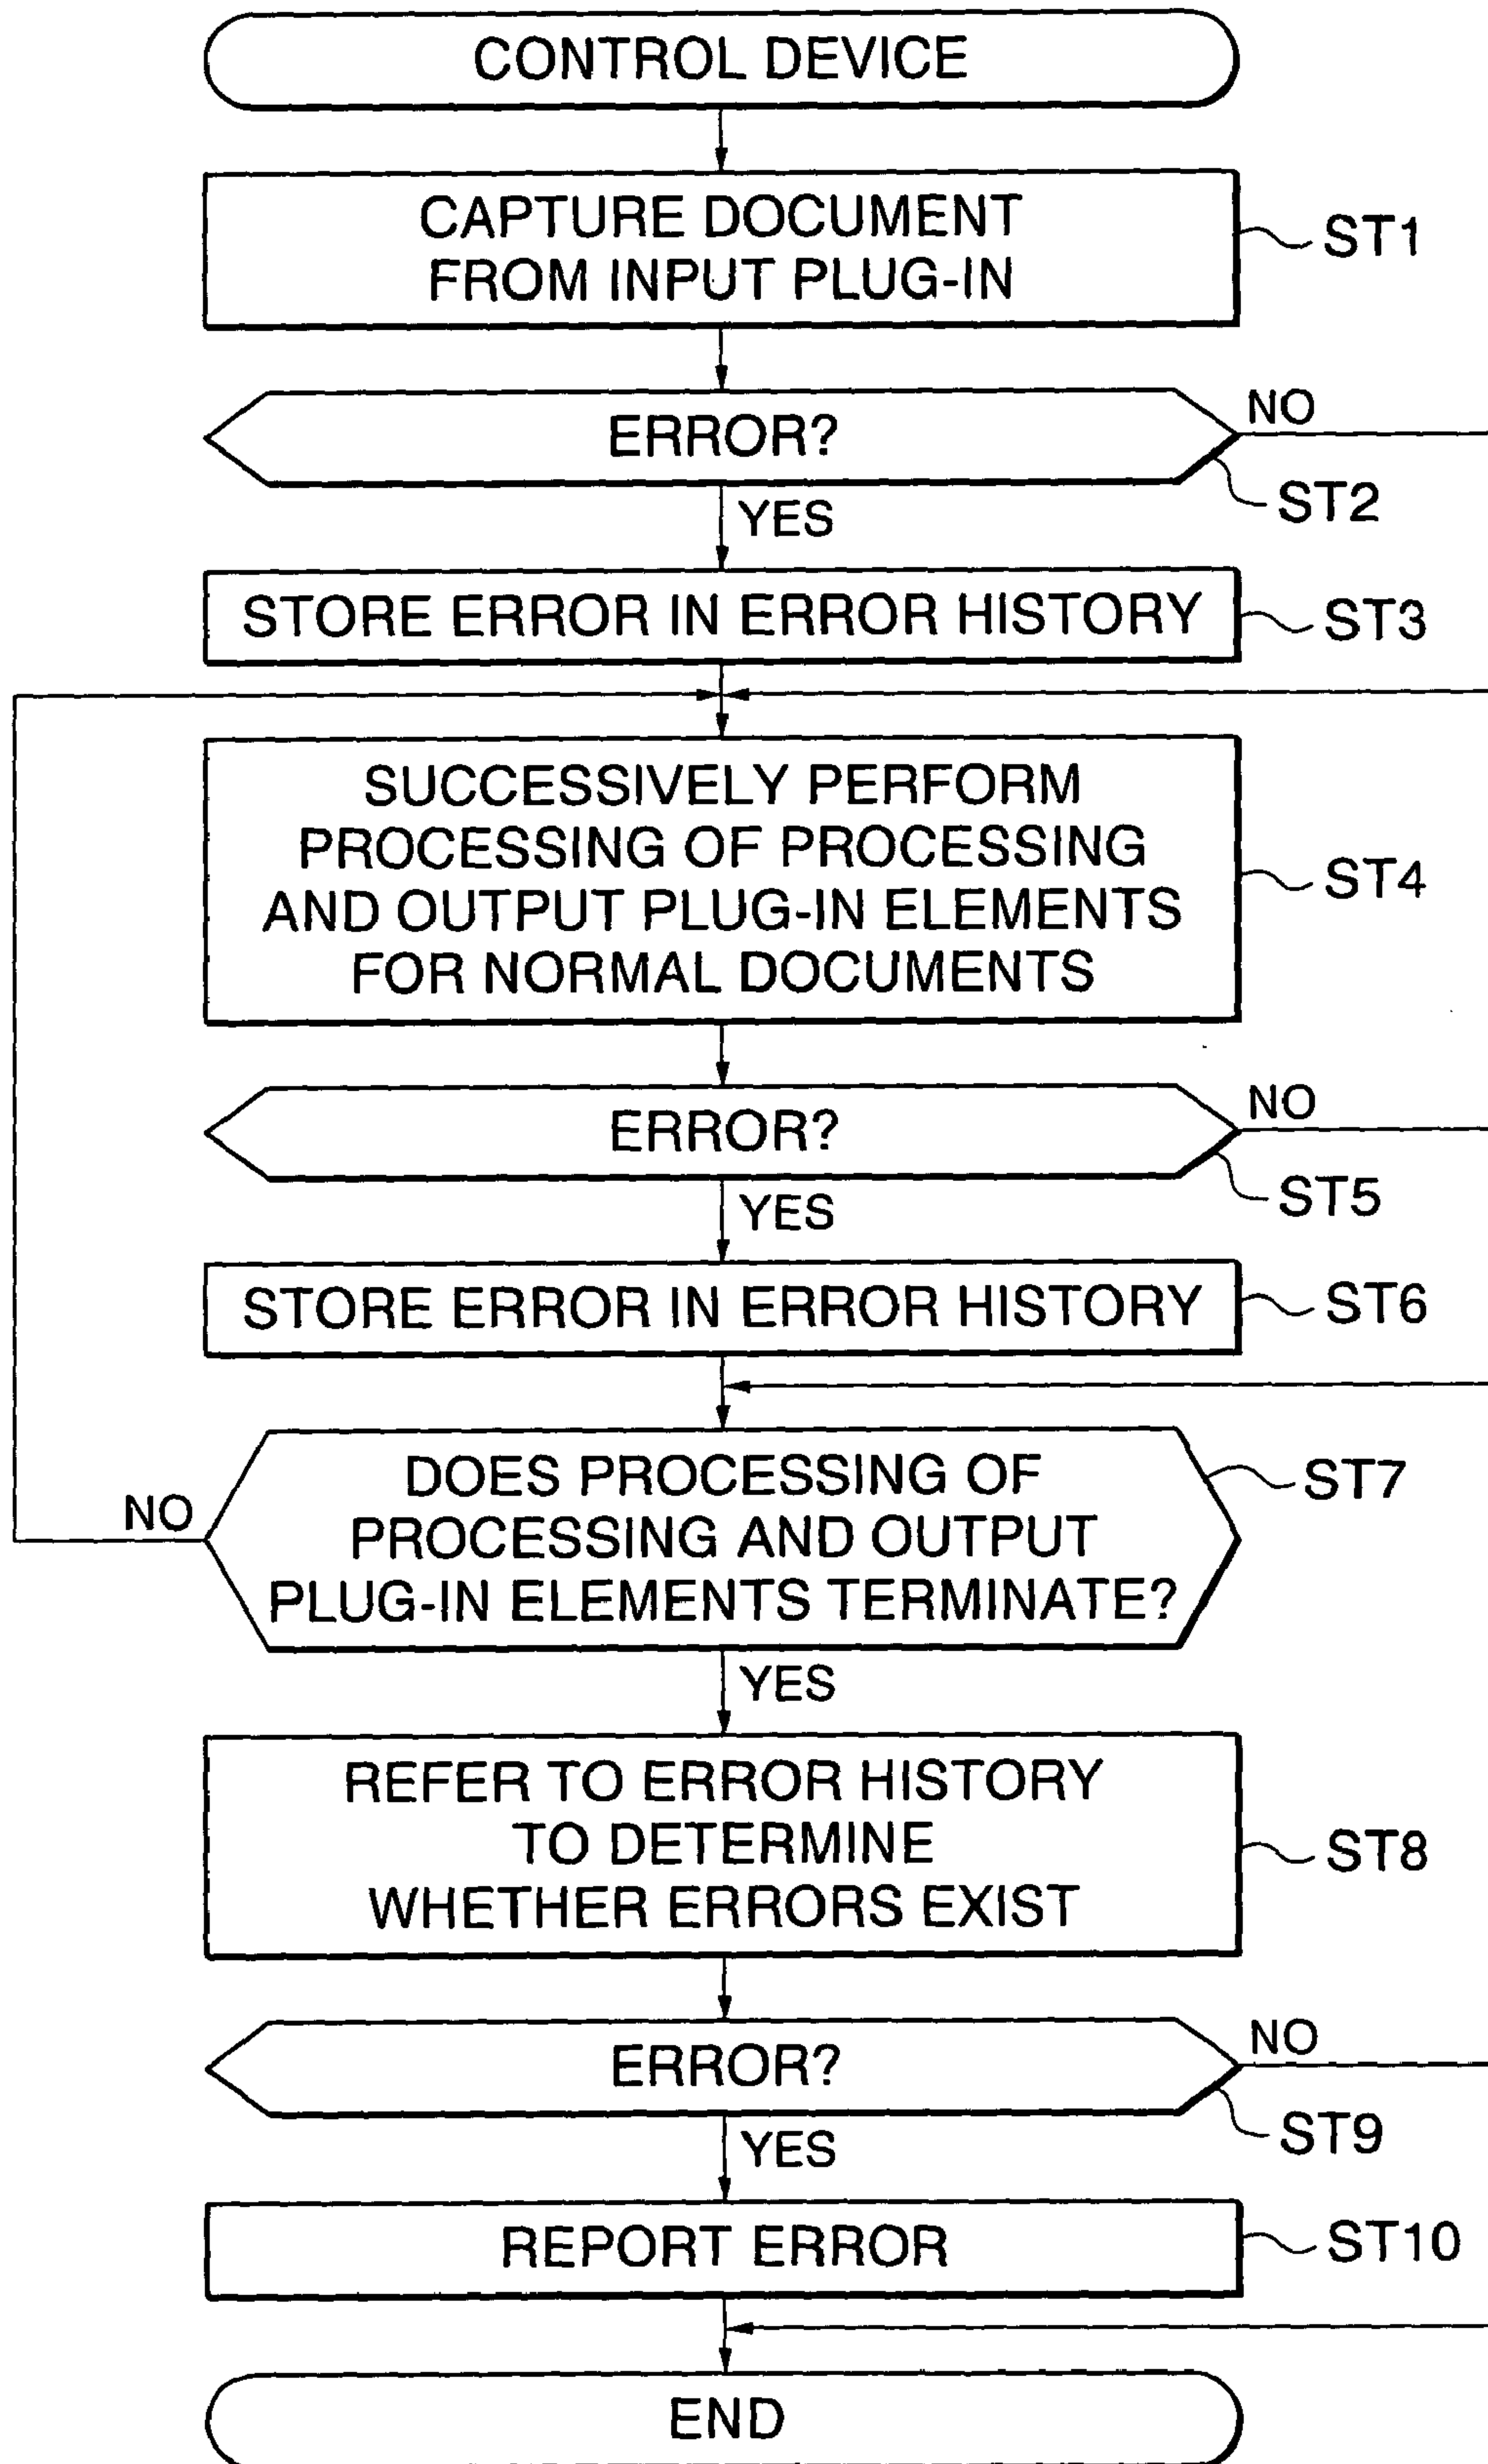 CONTROL DEVICE
CAPTURE DOCUMENT
FROM INPUT PLUG-IN
ST1
ERROR?
NO
ST2
YES
STORE ERROR IN ERROR HISTORY
ST3
SUCCESSIVELY PERFORM
PROCESSING OF PROCESSING
AND OUTPUT PLUG-IN ELEMENTS
FOR NORMAL DOCUMENTS
ST4
ERROR?
NO
ST5
YES
STORE ERROR IN ERROR HISTORY
ST6
DOES PROCESSING OF
PROCESSING AND OUTPUT
PLUG-IN ELEMENTS TERMINATE?
ST7
NO
YES
REFER TO ERROR HISTORY
TO DETERMINE
WHETHER ERRORS EXIST
ST8
ERROR?
NO
ST9
YES
REPORT ERROR
ST10
END